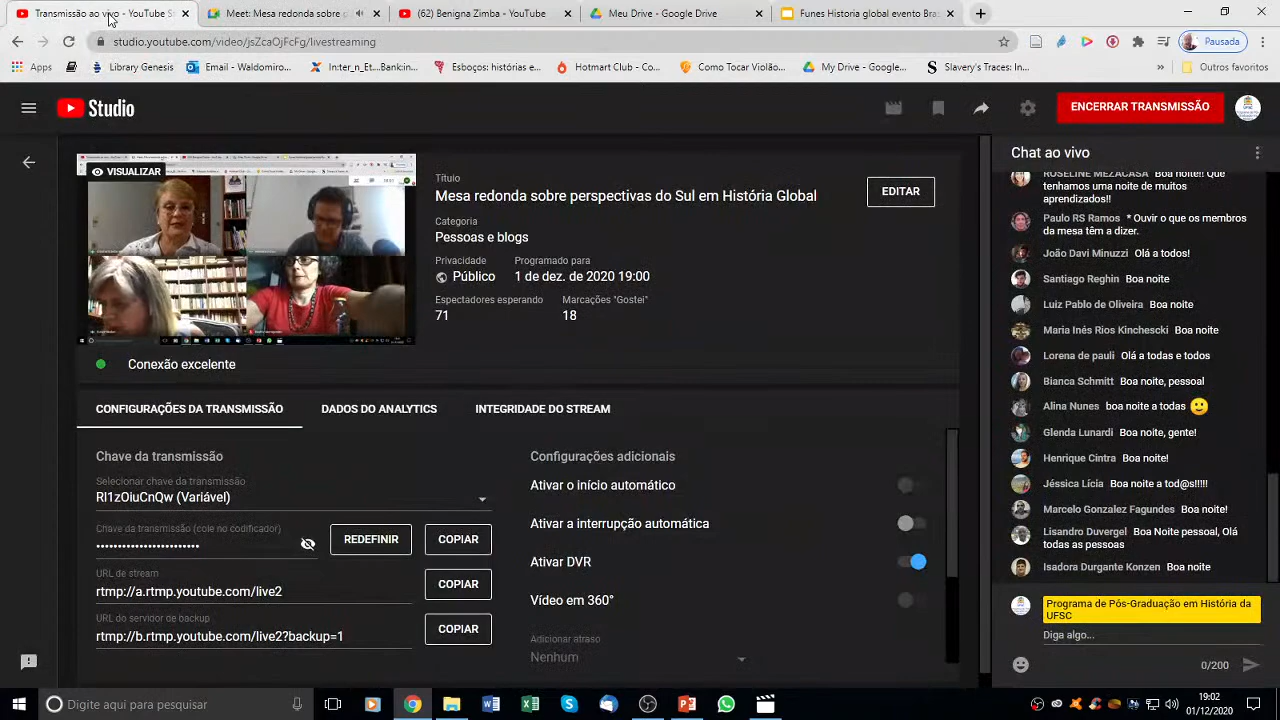 Transmissão ao vivo - YouTube S
Meet: Mesa redonda sobre p
(62) Benigna Zimba - YouTube
Meu Drive - Google Drive
Funes Historia global evento Bras
studio.youtube.com/video/jsZcaOjFcFg/livestreaming
Pausada
Apps
Library Genesis
Email - Waldomiro...
Inter_n_Et...Bankin...
Esboços: histórias...
Hotmart Club - Co...
Como Tocar Violão...
My Drive - Google...
Slavery's Traces: In...
Outros favoritos
Studio
ENCERRAR TRANSMISSÃO
VISUALIZAR
Título
Mesa redonda sobre perspectivas do Sul em História Global
EDITAR
Categoria
Pessoas e blogs
Privacidade
Programado para
Público
1 de dez. de 2020 19:00
Espectadores esperando
Marcações "Gostei"
71
18
Conexão excelente
CONFIGURAÇÕES DA TRANSMISSÃO
DADOS DO ANALYTICS
INTEGRIDADE DO STREAM
Chave da transmissão
Selecionar chave da transmissão
Rl1zOiuCnQw (Variável)
Chave da transmissão (cole no codificador)
•••••••••••••••••••••••
REDEFINIR
COPIAR
URL de stream
rtmp://a.rtmp.youtube.com/live2
COPIAR
URL do servidor de backup
rtmp://b.rtmp.youtube.com/live2?backup=1
COPIAR
Configurações adicionais
Ativar o início automático
Ativar a interrupção automática
Ativar DVR
Vídeo em 360°
Adicionar atraso
Nenhum
Chat ao vivo
ROSELINE MEZACASA Boa noite!! Que
tenhamos uma noite de muitos
aprendizados!!
Paulo RS Ramos * Ouvir o que os membros
da mesa têm a dizer.
João Davi Minuzzi Olá a todos!
Santiago Reghin Boa noite
Luiz Pablo de Oliveira Boa noite
Maria Inés Rios Kinchescki Boa noite
Lorena de pauli Olá a todas e todos
Bianca Schmitt Boa noite, pessoal
Alina Nunes boa noite a todas 🙂
Glenda Lunardi Boa noite, gente!
Henrique Cintra Boa noite!
Jéssica Lícia Boa noite a tod@s!!!!!
Marcelo Gonzalez Fagundes Boa noite!
Lisandro Duvergel Boa Noite pessoal, Olá
todas as pessoas
Isadora Durgante Konzen Boa noite
Programa de Pós-Graduação em História da
UFSC
Diga algo...
0/200
Digite aqui para pesquisar
19:02
01/12/2020